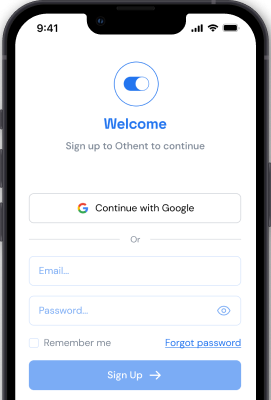 9:41
Welcome
Sign up to Othent to continue
Continue with Google
Or
Email...
Password...
Remember me Forgot password
Sign Up →